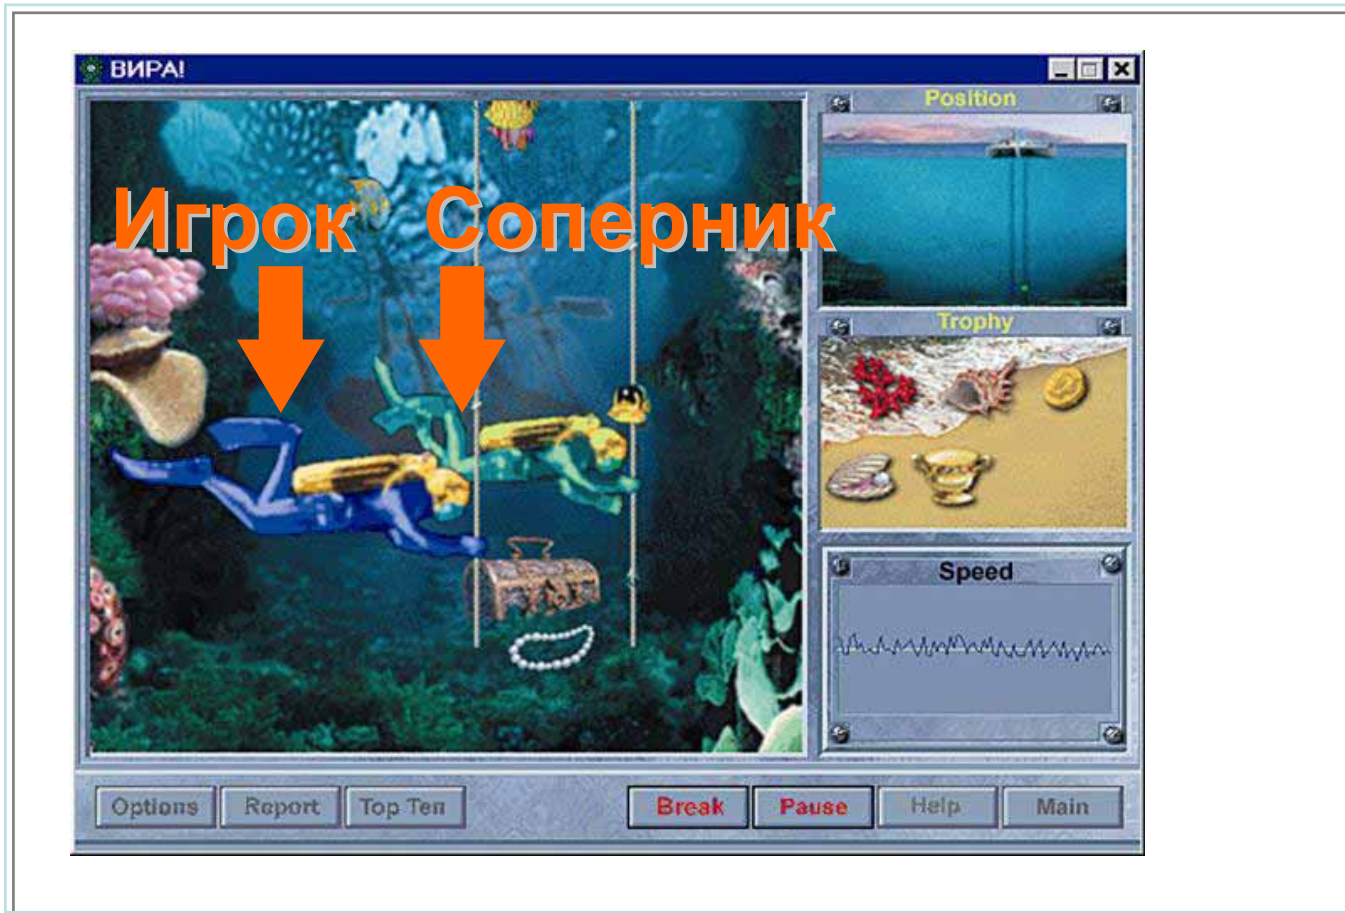 ВИРА!
Игрок Соперник
Position
Trophy
Speed
Options Report Top Ten Break Pause Help Main